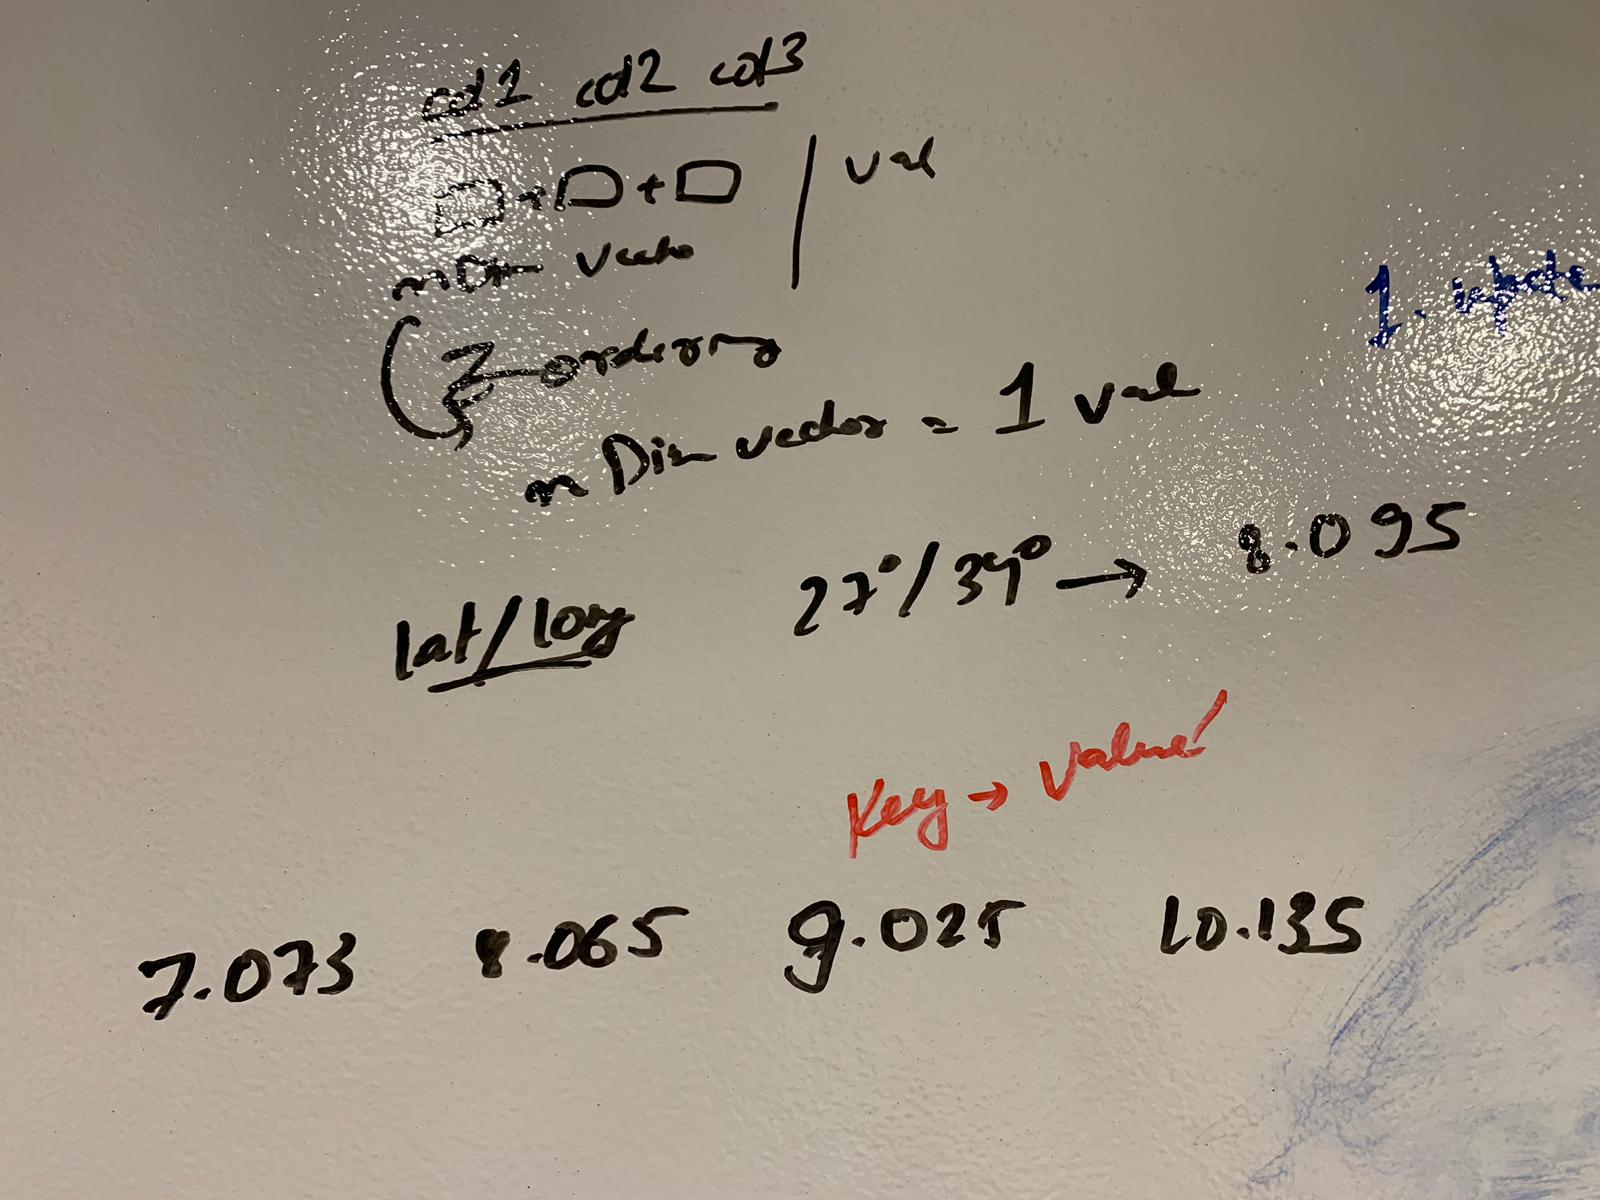 col1 col2 col3
+ + val
nDim vector
Z-ordering
n Dim vector = 1 val
1. update
lat/long 27°/39° → 8.095
Key → Value
7.073 8.065 9.025 10.135